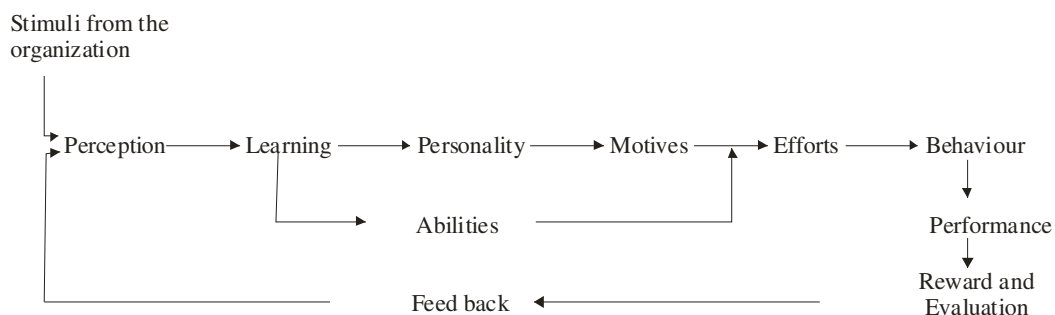 Stimuli from the
organization
Perception Learning Personality Motives Efforts Behaviour
Abilities Performance
Reward and
Feed back Evaluation